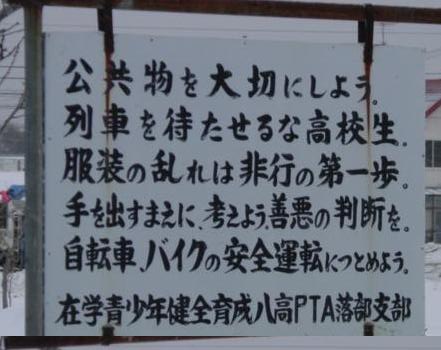 公共物を大切にしよう。
列車を待たせるな高校生。
服装の乱れは非行の第一歩。
手を出すまえに、考えよう、善悪の判断を。
自転車、バイクの安全運転につとめよう。
在学青少年健全育成八高PTA落部支部